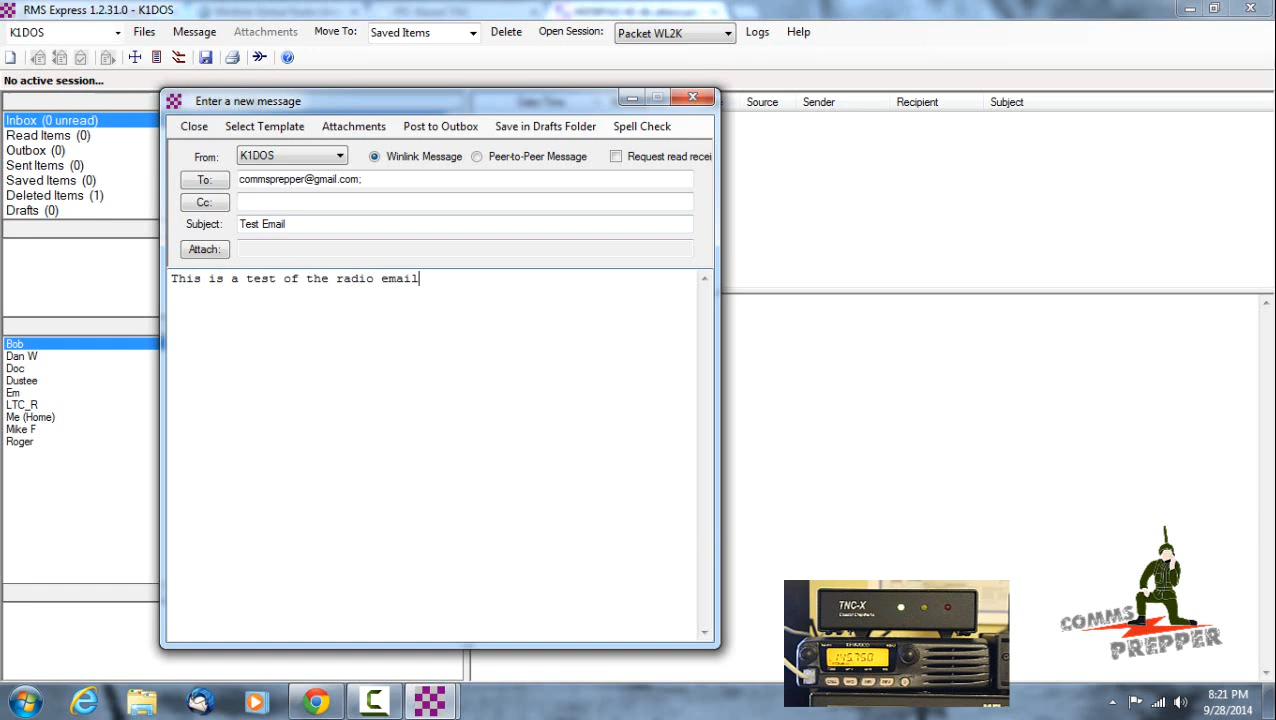 RMS Express 1.2.31.0 - K1DOS
K1DOS Files Message Attachments Move To: Saved Items Delete Open Session: Packet WL2K Logs Help
No active session...
Enter a new message
Close Select Template Attachments Post to Outbox Save in Drafts Folder Spell Check
From: K1DOS Winlink Message Peer-to-Peer Message Request read recei
To: commsprepper@gmail.com;
Cc:
Subject: Test Email
Attach:
This is a test of the radio email
Source Sender Recipient Subject
Inbox (0 unread)
Read Items (0)
Outbox (0)
Sent Items (0)
Saved Items (0)
Deleted Items (1)
Drafts (0)
Bob
Dan W
Doc
Dustee
Em
LTC_R
Me (Home)
Mike F
Roger
TNC-X
KENWOOD
145.750
COMMS
PREPPER
8:21 PM
9/28/2014